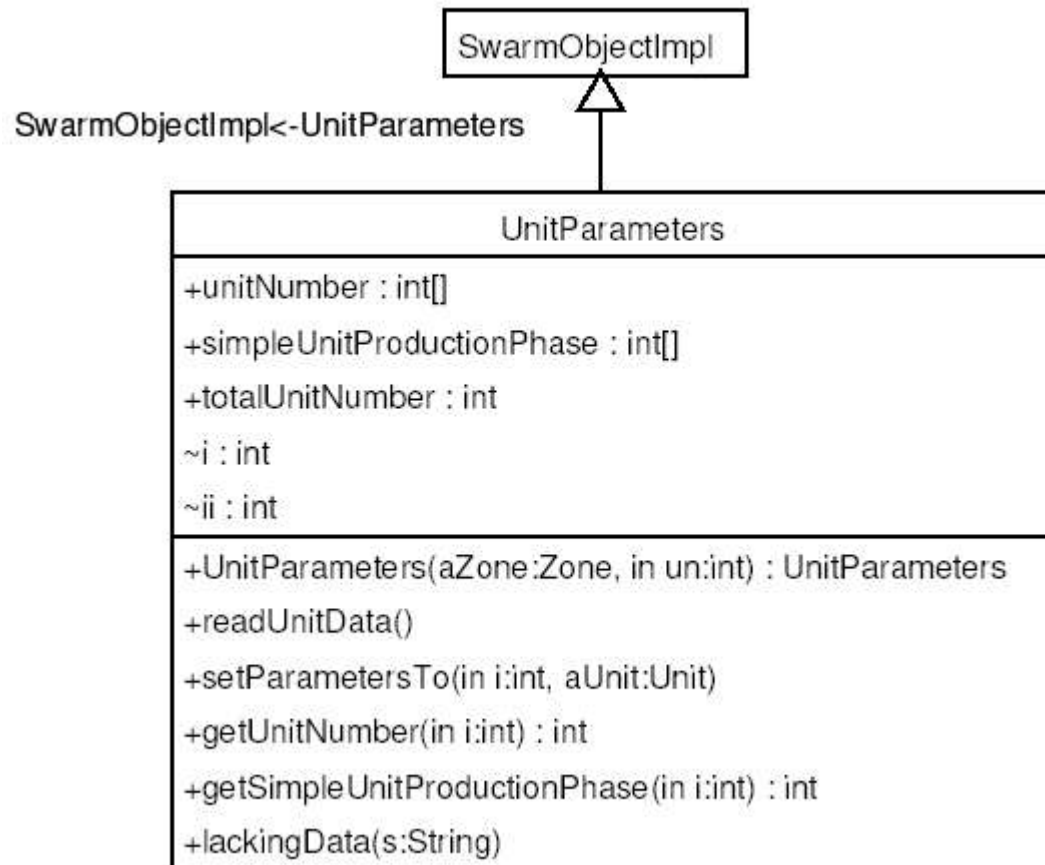 SwarmObjectImpl
SwarmObjectImpl<-UnitParameters
UnitParameters
+unitNumber : int[]
+simpleUnitProductionPhase : int[]
+totalUnitNumber : int
~i : int
~ii : int
+UnitParameters(aZone:Zone, in un:int) : UnitParameters
+readUnitData()
+setParametersTo(in i:int, aUnit:Unit)
+getUnitNumber(in i:int) : int
+getSimpleUnitProductionPhase(in i:int) : int
+lackingData(s:String)